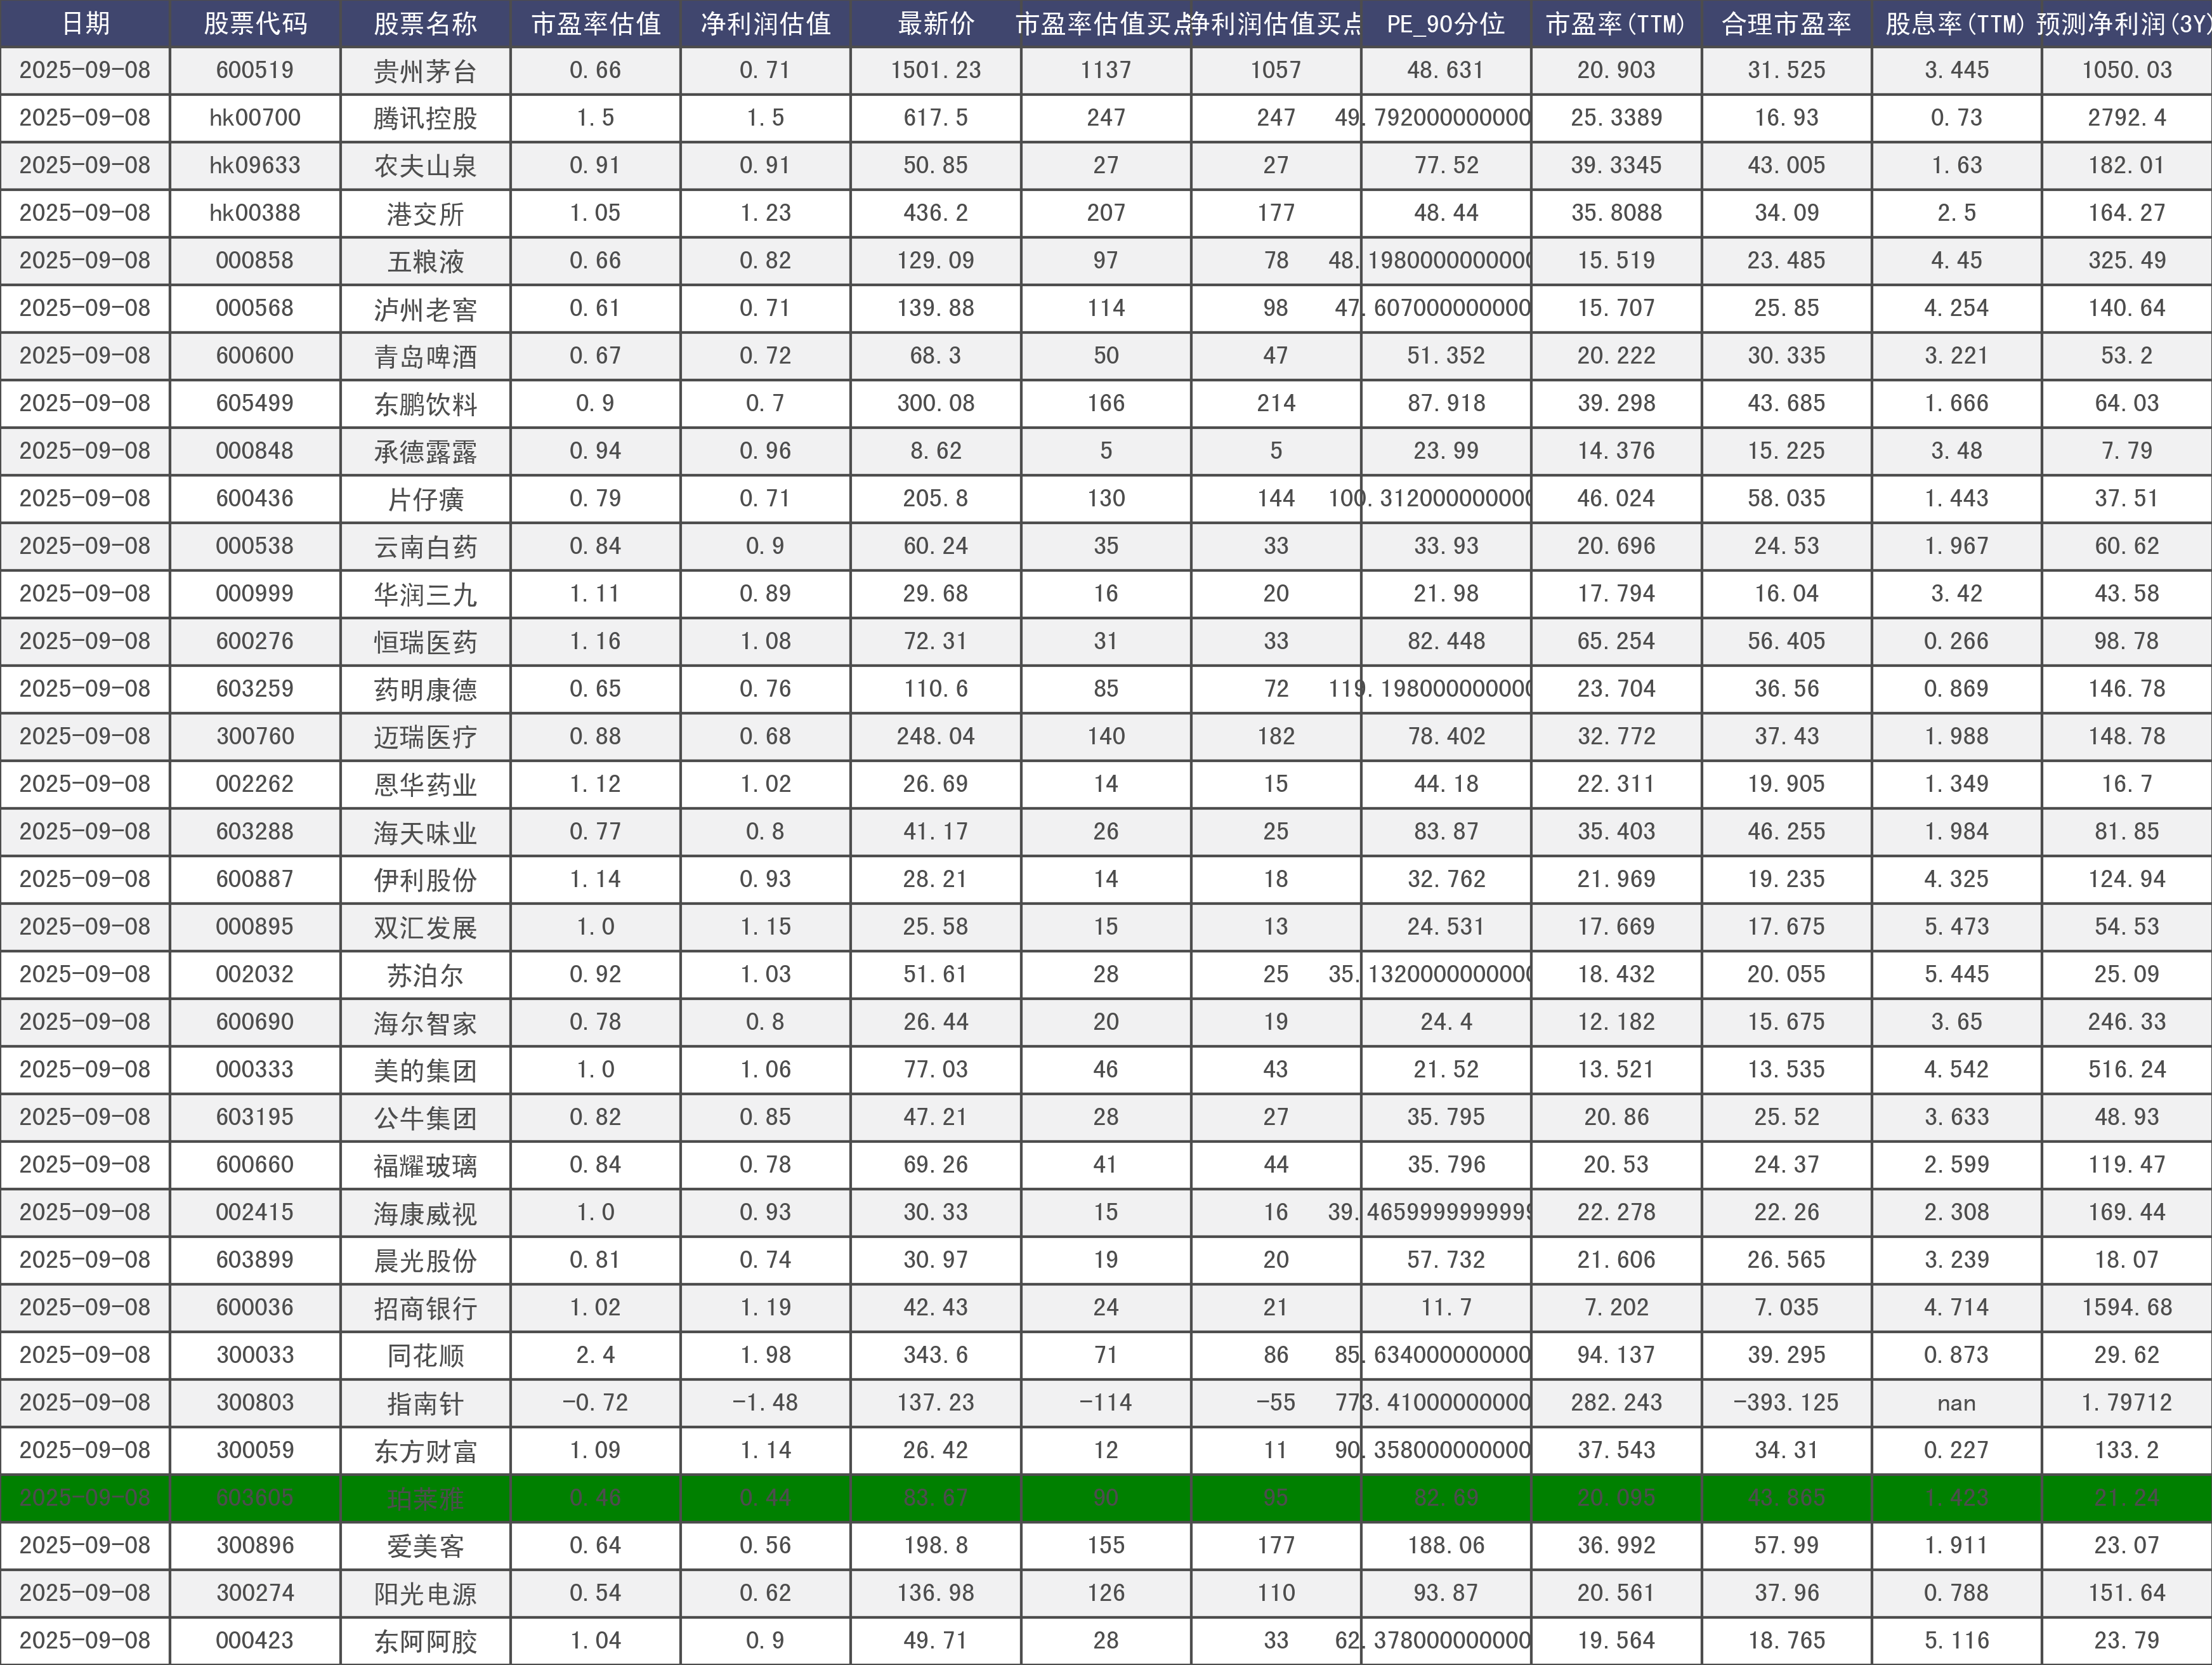 日期 股票代码 股票名称 市盈率估值 净利润估值 最新价 市盈率估值买点 净利润估值买点 PE_90分位 市盈率(TTM) 合理市盈率 股息率(TTM) 预测净利润(3Y)
2025-09-08 600519 贵州茅台 0.66 0.71 1501.23 1137 1057 48.631 20.903 31.525 3.445 1050.03
2025-09-08 hk00700 腾讯控股 1.5 1.5 617.5 247 247 49.792000000000 25.3389 16.93 0.73 2792.4
2025-09-08 hk09633 农夫山泉 0.91 0.91 50.85 27 27 77.52 39.3345 43.005 1.63 182.01
2025-09-08 hk00388 港交所 1.05 1.23 436.2 207 177 48.44 35.8088 34.09 2.5 164.27
2025-09-08 000858 五粮液 0.66 0.82 129.09 97 78 48.1980000000000 15.519 23.485 4.45 325.49
2025-09-08 000568 泸州老窖 0.61 0.71 139.88 114 98 47.607000000000 15.707 25.85 4.254 140.64
2025-09-08 600600 青岛啤酒 0.67 0.72 68.3 50 47 51.352 20.222 30.335 3.221 53.2
2025-09-08 605499 东鹏饮料 0.9 0.7 300.08 166 214 87.918 39.298 43.685 1.666 64.03
2025-09-08 000848 承德露露 0.94 0.96 8.62 5 5 23.99 14.376 15.225 3.48 7.79
2025-09-08 600436 片仔癀 0.79 0.71 205.8 130 144 100.312000000000 46.024 58.035 1.443 37.51
2025-09-08 000538 云南白药 0.84 0.9 60.24 35 33 33.93 20.696 24.53 1.967 60.62
2025-09-08 000999 华润三九 1.11 0.89 29.68 16 20 21.98 17.794 16.04 3.42 43.58
2025-09-08 600276 恒瑞医药 1.16 1.08 72.31 31 33 82.448 65.254 56.405 0.266 98.78
2025-09-08 603259 药明康德 0.65 0.76 110.6 85 72 119.198000000000 23.704 36.56 0.869 146.78
2025-09-08 300760 迈瑞医疗 0.88 0.68 248.04 140 182 78.402 32.772 37.43 1.988 148.78
2025-09-08 002262 恩华药业 1.12 1.02 26.69 14 15 44.18 22.311 19.905 1.349 16.7
2025-09-08 603288 海天味业 0.77 0.8 41.17 26 25 83.87 35.403 46.255 1.984 81.85
2025-09-08 600887 伊利股份 1.14 0.93 28.21 14 18 32.762 21.969 19.235 4.325 124.94
2025-09-08 000895 双汇发展 1.0 1.15 25.58 15 13 24.531 17.669 17.675 5.473 54.53
2025-09-08 002032 苏泊尔 0.92 1.03 51.61 28 25 35.1320000000000 18.432 20.055 5.445 25.09
2025-09-08 600690 海尔智家 0.78 0.8 26.44 20 19 24.4 12.182 15.675 3.65 246.33
2025-09-08 000333 美的集团 1.0 1.06 77.03 46 43 21.52 13.521 13.535 4.542 516.24
2025-09-08 603195 公牛集团 0.82 0.85 47.21 28 27 35.795 20.86 25.52 3.633 48.93
2025-09-08 600660 福耀玻璃 0.84 0.78 69.26 41 44 35.796 20.53 24.37 2.599 119.47
2025-09-08 002415 海康威视 1.0 0.93 30.33 15 16 39.4659999999999 22.278 22.26 2.308 169.44
2025-09-08 603899 晨光股份 0.81 0.74 30.97 19 20 57.732 21.606 26.565 3.239 18.07
2025-09-08 600036 招商银行 1.02 1.19 42.43 24 21 11.7 7.202 7.035 4.714 1594.68
2025-09-08 300033 同花顺 2.4 1.98 343.6 71 86 85.634000000000 94.137 39.295 0.873 29.62
2025-09-08 300803 指南针 -0.72 -1.48 137.23 -114 -55 773.41000000000 282.243 -393.125 nan 1.79712
2025-09-08 300059 东方财富 1.09 1.14 26.42 12 11 90.358000000000 37.543 34.31 0.227 133.2
2025-09-08 603605 珀莱雅 0.46 0.44 83.67 90 95 62.69 20.095 43.865 1.423 21.24
2025-09-08 300896 爱美客 0.64 0.56 198.8 155 177 188.06 36.992 57.99 1.911 23.07
2025-09-08 300274 阳光电源 0.54 0.62 136.98 126 110 93.87 20.561 37.96 0.788 151.64
2025-09-08 000423 东阿阿胶 1.04 0.9 49.71 28 33 62.378000000000 19.564 18.765 5.116 23.79